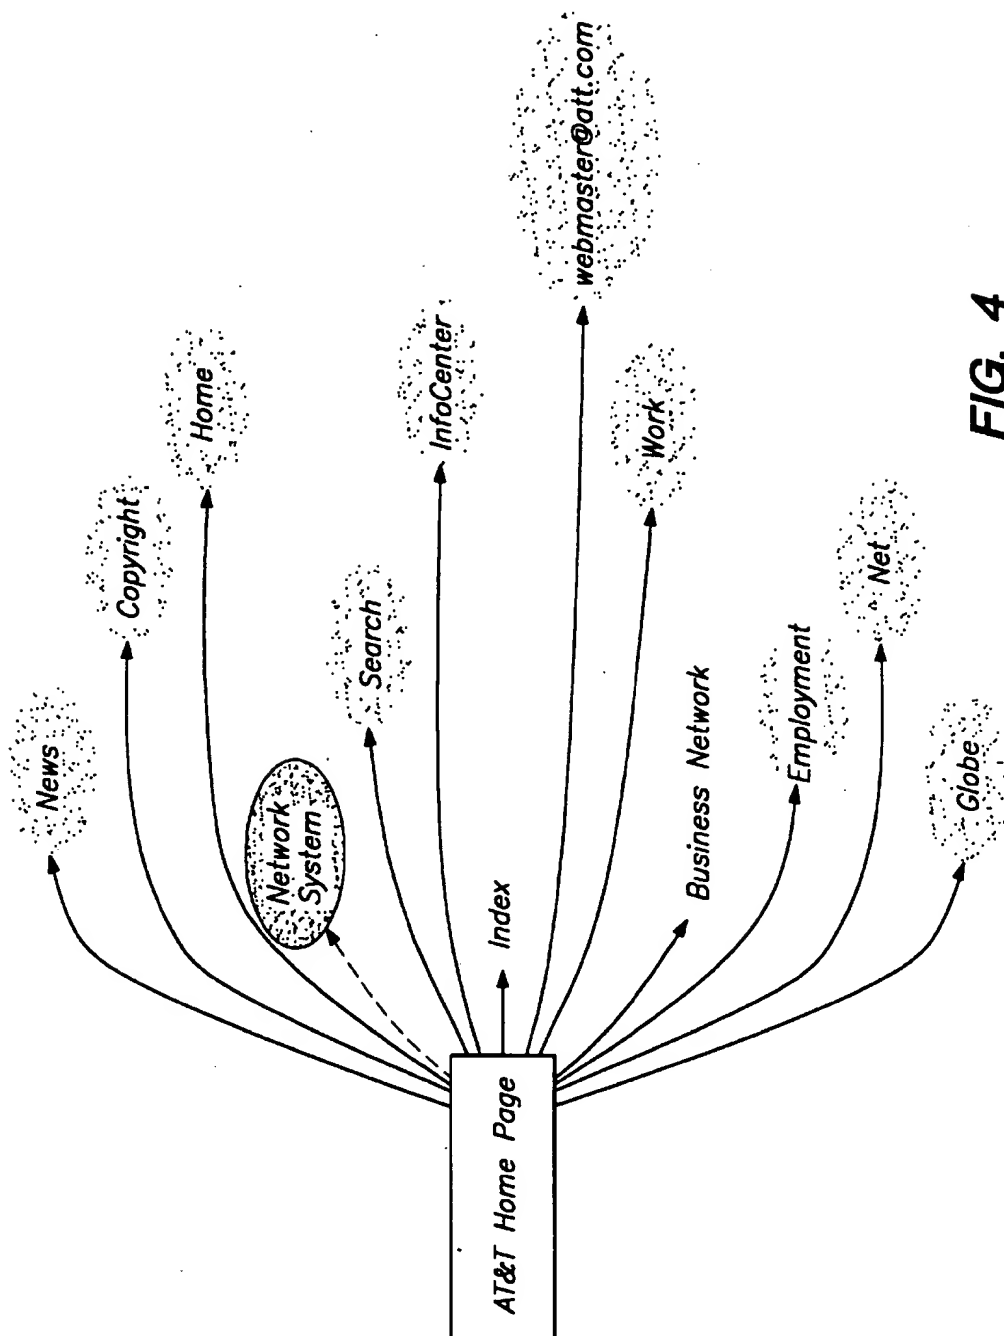 News
Copyright
Home
Network
System
Search
InfoCenter
AT&T Home Page
Index
webmaster@att.com
Work
Business Network
Employment
Net
Globe
FIG. 4